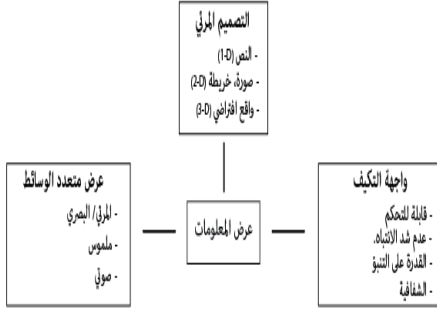 التصميم المرئي
- النص (1-D)
- صورة، خريطة (2-D)
- واقع افتراضي (3-D)
واجهة التكيف
- قابلة للتحكم
- عدم شد الانتباه.
- القدرة على التنبؤ
- الشفافية
عرض المعلومات
عرض متعدد الوسائط
- المرئي/ البصري
- ملموس
- صوتي